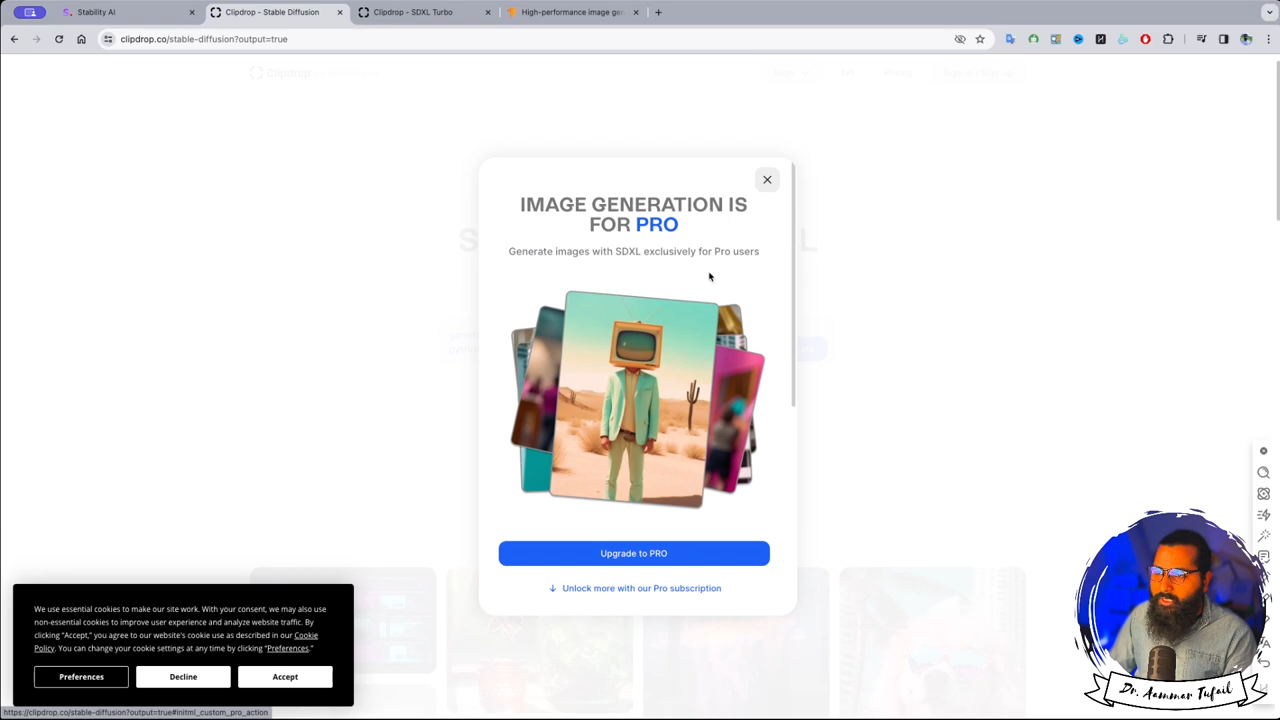 Stability AI
Clipdrop - Stable Diffusion
Clipdrop - SDXL Turbo
High-performance image gen
clipdrop.co/stable-diffusion?output=true
Clipdrop
API
Pricing
IMAGE GENERATION IS
FOR PRO
Generate images with SDXL exclusively for Pro users
Upgrade to PRO
Unlock more with our Pro subscription
We use essential cookies to make our site work. With your consent, we may also use
non-essential cookies to improve user experience and analyze website traffic. By
clicking "Accept," you agree to our website's cookie use as described in our Cookie
Policy. You can change your cookie settings at any time by clicking "Preferences."
Preferences
Decline
Accept
https://clipdrop.co/stable-diffusion?output=true#initml_custom_pro_action
Dr. Aammar Tufail